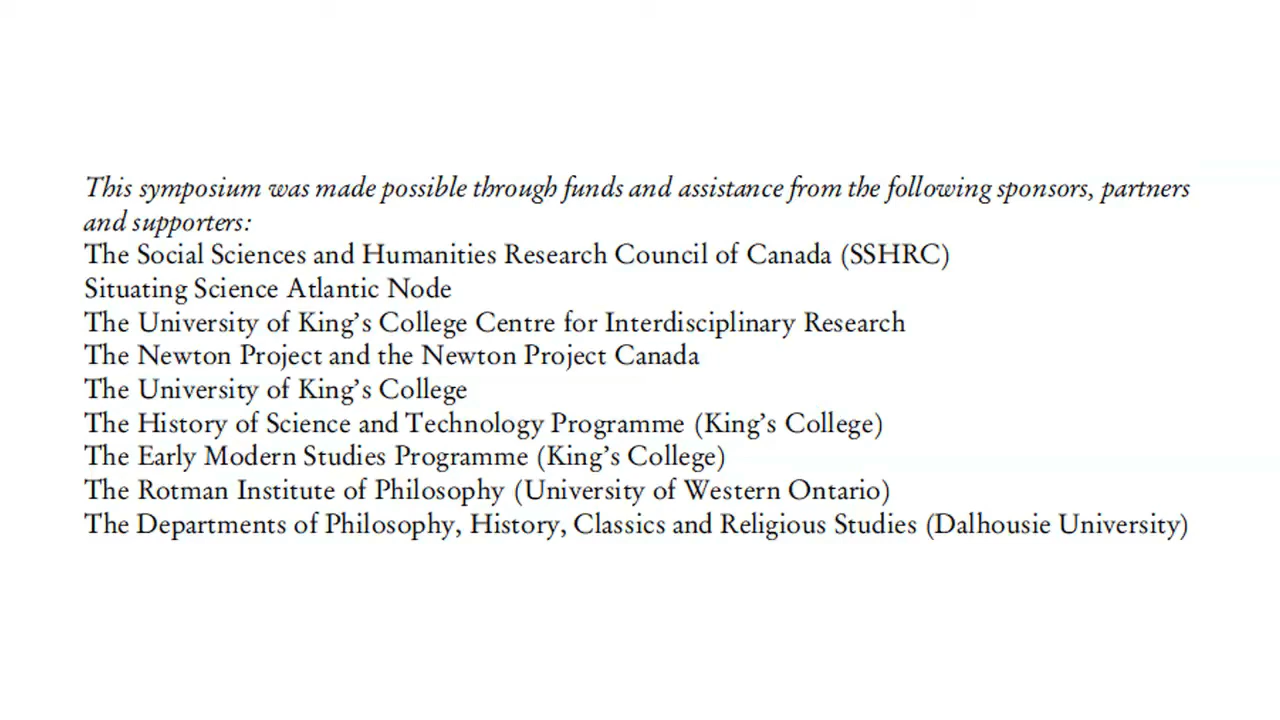 This symposium was made possible through funds and assistance from the following sponsors, partners
and supporters:
The Social Sciences and Humanities Research Council of Canada (SSHRC)
Situating Science Atlantic Node
The University of King’s College Centre for Interdisciplinary Research
The Newton Project and the Newton Project Canada
The University of King’s College
The History of Science and Technology Programme (King’s College)
The Early Modern Studies Programme (King’s College)
The Rotman Institute of Philosophy (University of Western Ontario)
The Departments of Philosophy, History, Classics and Religious Studies (Dalhousie University)